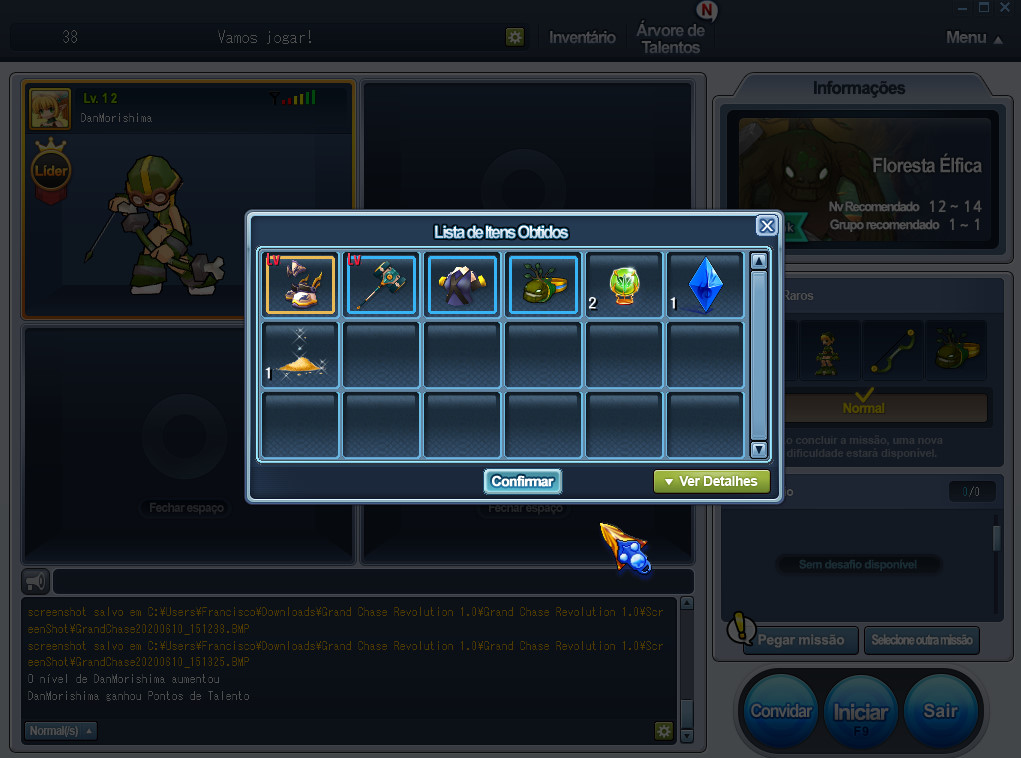 38
Vamos jogar!
Inventário
Árvore de
Talentos
N
Menu
Lv. 12
DanMorishima
Líder
Informações
Floresta Élfica
Nv Recomendado 12 ~ 14
Grupo recomendado 1 ~ 1
Lista de Itens Obtidos
LV
LV
2
1
1
Confirmar
Ver Detalhes
Raros
Normal
o concluir a missão, uma nova
dificuldade estará disponível.
0/0
Sem desafio disponível
Fechar espaço
Fechar espaço
screenshot salvo em C:\Users\Francisco\Downloads\Grand Chase Revolution 1.0\Grand Chase Revolution 1.0\Scr
eenShot\GrandChase20200610_151238.BMP
screenshot salvo em C:\Users\Francisco\Downloads\Grand Chase Revolution 1.0\Grand Chase Revolution 1.0\Scr
eenShot\GrandChase20200610_151325.BMP
O nível de DanMorishima aumentou
DanMorishima ganhou Pontos de Talento
Normal(/s)
Pegar missão
Selecione outra missão
Convidar
Iniciar
F9
Sair